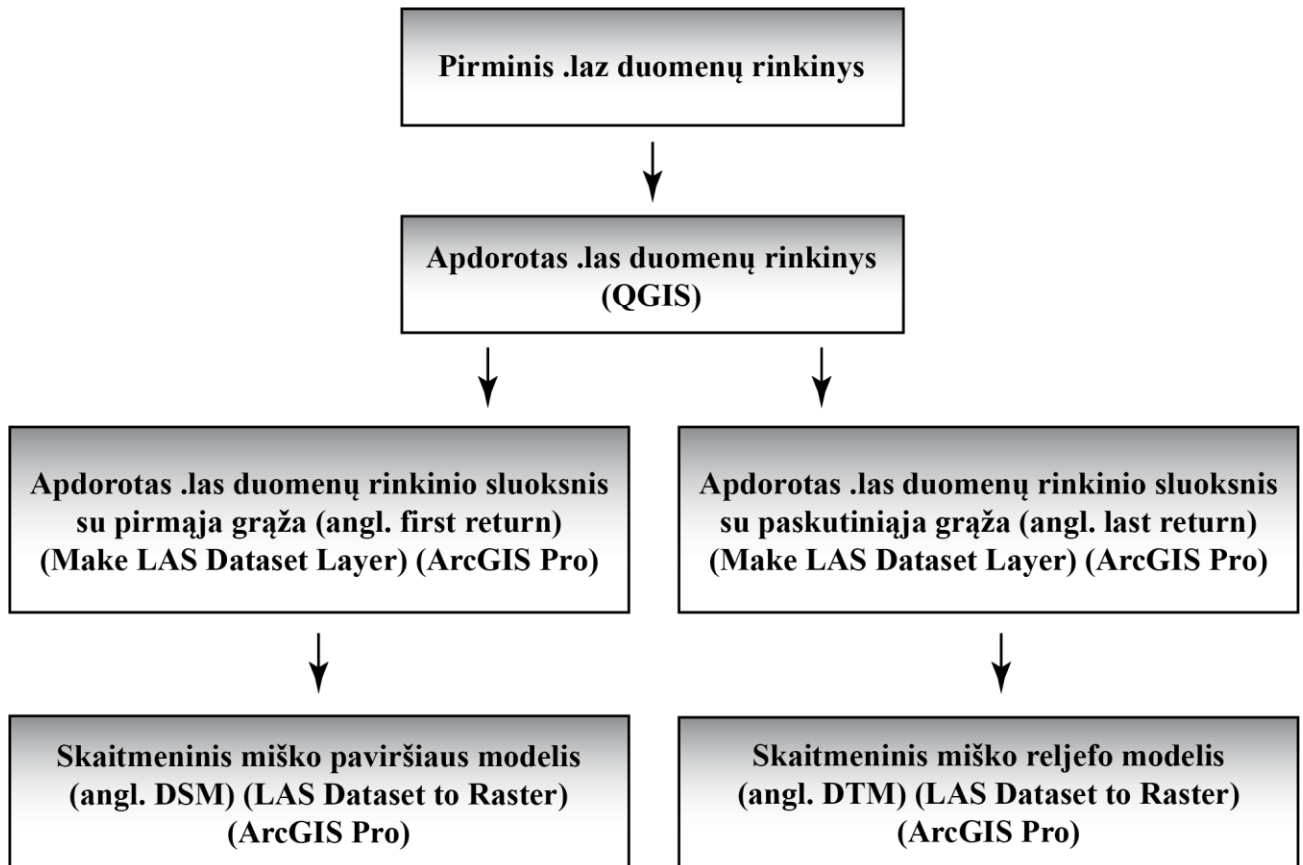 Pirminis .laz duomenų rinkinys
Apdorotas .las duomenų rinkinys
(QGIS)
Apdorotas .las duomenų rinkinio sluoksnis
su pirmąja grąža (angl. first return)
(Make LAS Dataset Layer) (ArcGIS Pro)
Apdorotas .las duomenų rinkinio sluoksnis
su paskutiniąja grąža (angl. last return)
(Make LAS Dataset Layer) (ArcGIS Pro)
Skaitmeninis miško paviršiaus modelis
(angl. DSM) (LAS Dataset to Raster)
(ArcGIS Pro)
Skaitmeninis miško reljefo modelis
(angl. DTM) (LAS Dataset to Raster)
(ArcGIS Pro)